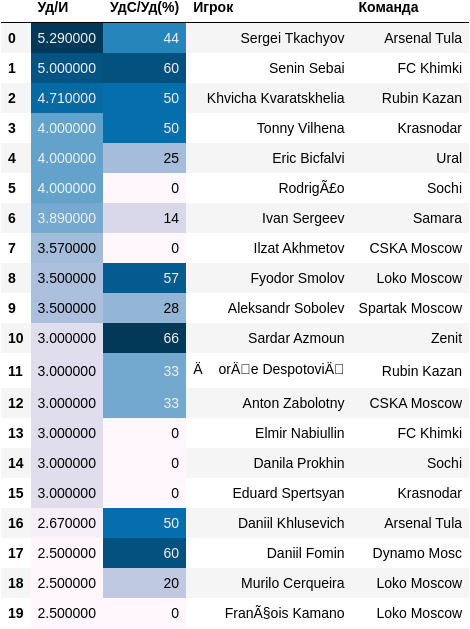 Уд/И УдС/Уд(%) Игрок Команда
0 5.290000 44 Sergei Tkachyov Arsenal Tula
1 5.000000 60 Senin Sebai FC Khimki
2 4.710000 50 Khvicha Kvaratskhelia Rubin Kazan
3 4.000000 50 Tonny Vilhena Krasnodar
4 4.000000 25 Eric Bicfalvi Ural
5 4.000000 0 RodrigÃ£o Sochi
6 3.890000 14 Ivan Sergeev Samara
7 3.570000 0 Ilzat Akhmetov CSKA Moscow
8 3.500000 57 Fyodor Smolov Loko Moscow
9 3.500000 28 Aleksandr Sobolev Spartak Moscow
10 3.000000 66 Sardar Azmoun Zenit
11 3.000000 33 Ä orÄ□e DespotoviÄ□ Rubin Kazan
12 3.000000 33 Anton Zabolotny CSKA Moscow
13 3.000000 0 Elmir Nabiullin FC Khimki
14 3.000000 0 Danila Prokhin Sochi
15 3.000000 0 Eduard Spertsyan Krasnodar
16 2.670000 50 Daniil Khlusevich Arsenal Tula
17 2.500000 60 Daniil Fomin Dynamo Mosc
18 2.500000 20 Murilo Cerqueira Loko Moscow
19 2.500000 0 FranÃ§ois Kamano Loko Moscow